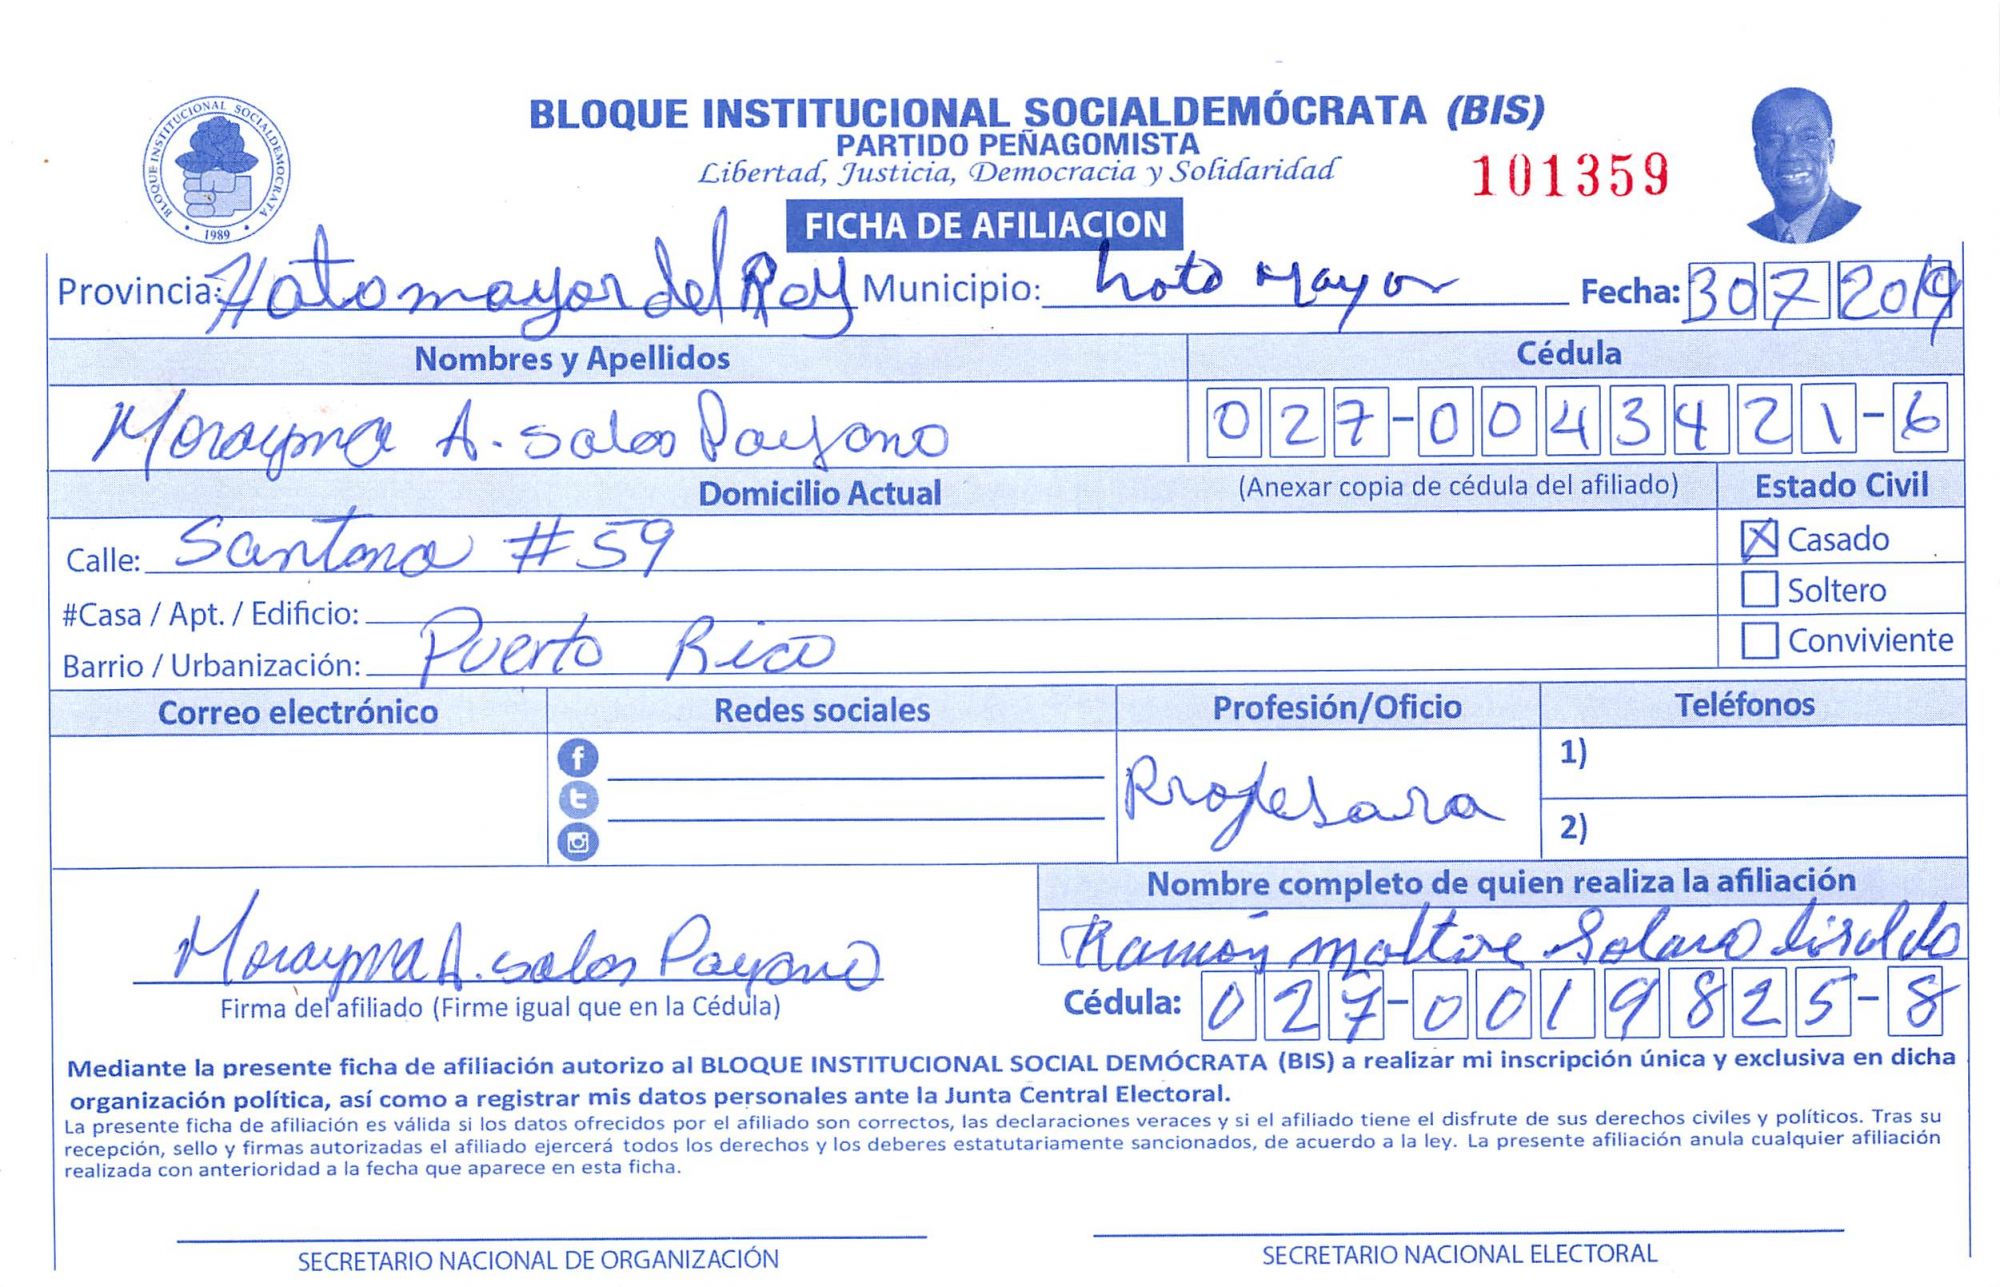 BLOQUE INSTITUCIONAL SOCIALDEMÓCRATA (BIS)
PARTIDO PEÑAGOMISTA
Libertad, Justicia, Democracia y Solidaridad
101359
BLOQUE INSTITUCIONAL SOCIALDEMOCRATA
1989
FICHA DE AFILIACION
Provincia: Hato mayor del Rey Municipio: hato Mayor Fecha: 30 7 2019
Nombres y Apellidos Cédula
Morayma A. Sales Payano 027-0043421-6
Domicilio Actual (Anexar copia de cédula del afiliado) Estado Civil
Calle: Santana #59 Casado
#Casa / Apt. / Edificio: Soltero
Barrio / Urbanización: Puerto Rico Conviviente
Correo electrónico Redes sociales Profesión/Oficio Teléfonos
Profesara
1)
2)
Nombre completo de quien realiza la afiliación
Morayma A. Sales Payano Ramón Solano
Firma del afiliado (Firme igual que en la Cédula) Cédula: 027-0019825-8
Mediante la presente ficha de afiliación autorizo al BLOQUE INSTITUCIONAL SOCIAL DEMÓCRATA (BIS) a realizar mi inscripción única y exclusiva en dicha
organización política, así como a registrar mis datos personales ante la Junta Central Electoral.
La presente ficha de afiliación es válida si los datos ofrecidos por el afiliado son correctos, las declaraciones veraces y si el afiliado tiene el disfrute de sus derechos civiles y políticos. Tras su
recepción, sello y firmas autorizadas el afiliado ejercerá todos los derechos y los deberes estatutariamente sancionados, de acuerdo a la ley. La presente afiliación anula cualquier afiliación
realizada con anterioridad a la fecha que aparece en esta ficha.
SECRETARIO NACIONAL DE ORGANIZACIÓN SECRETARIO NACIONAL ELECTORAL